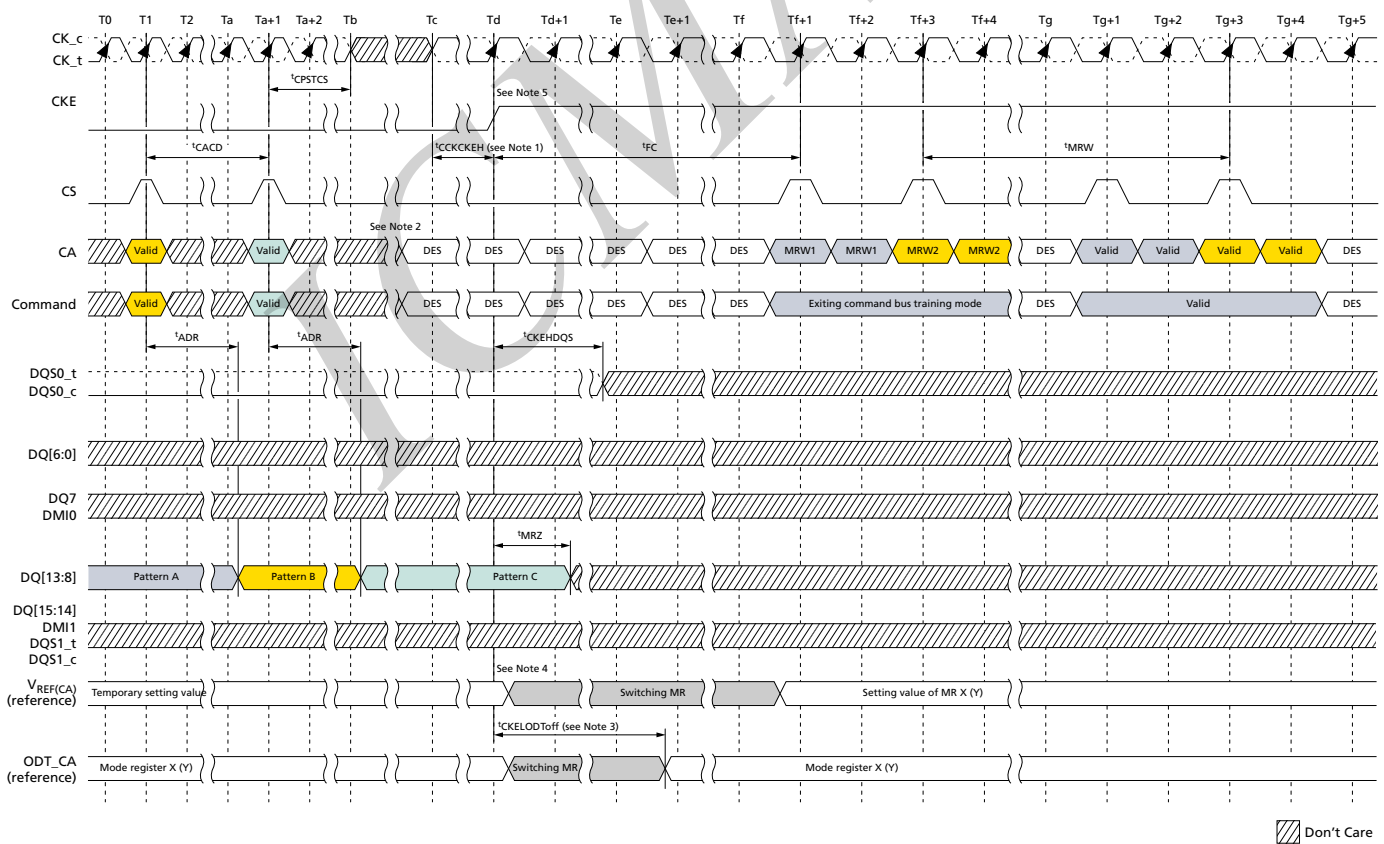 T0 T1 T2 Ta Ta+1 Ta+2 Tb Tc Td Td+1 Te Te+1 Tf Tf+1 Tf+2 Tf+3 Tf+4 Tg Tg+1 Tg+2 Tg+3 Tg+4 Tg+5
CK_c
CK_t
tCPSTCS
See Note 5
CKE
tCACD
tCCKCKEH (see Note 1)
tFC
tMRW
CS
See Note 2
CA Valid Valid DES DES DES DES DES DES MRW1 MRW1 MRW2 MRW2 DES Valid Valid Valid Valid DES
Command Valid Valid DES DES DES DES DES DES Exiting command bus training mode DES Valid DES
tADR tADR tCKEHDQS
DQS0_t
DQS0_c
DQ[6:0]
DQ7
DMI0
tMRZ
DQ[13:8] Pattern A Pattern B Pattern C
DQ[15:14]
DMI1
DQS1_t
DQS1_c
See Note 4
VREF(CA)
(reference)
Temporary setting value Switching MR Setting value of MR X (Y)
tCKELODToff (see Note 3)
ODT_CA
(reference)
Mode register X (Y) Switching MR Mode register X (Y)
Don't Care